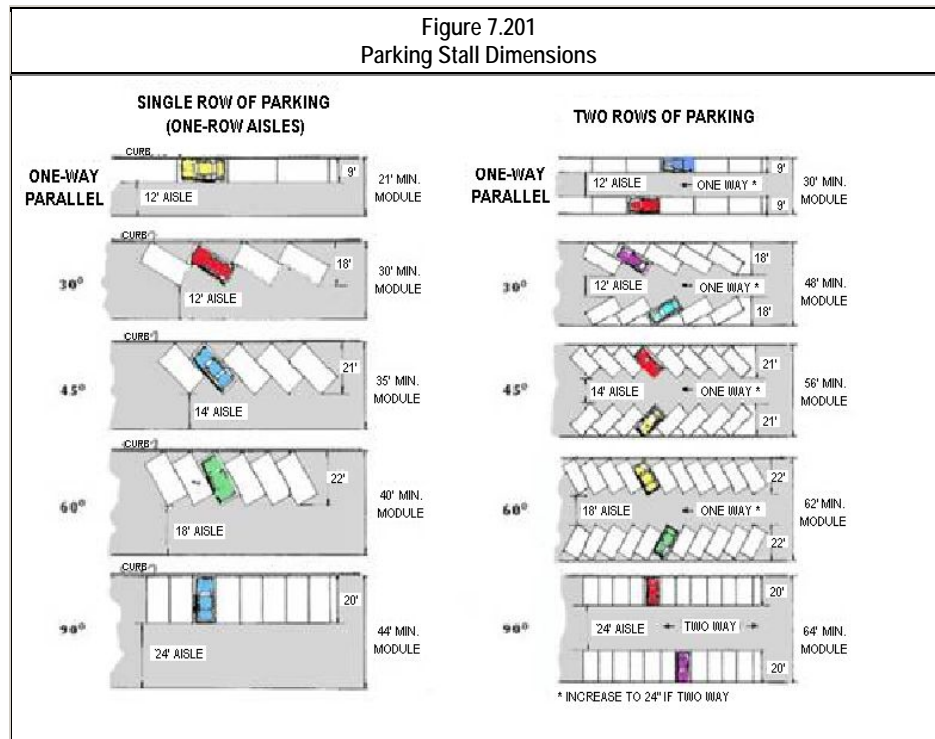 Figure 7.201
Parking Stall Dimensions
SINGLE ROW OF PARKING
(ONE-ROW AISLES)
ONE-WAY
PARALLEL
CURB
9'
12' AISLE
21' MIN.
MODULE
30°
CURB
18'
12' AISLE
30' MIN.
MODULE
45°
CURB
21'
14' AISLE
35' MIN.
MODULE
60°
CURB
22'
18' AISLE
40' MIN.
MODULE
90°
CURB
20'
24' AISLE
44' MIN.
MODULE
TWO ROWS OF PARKING
ONE-WAY
PARALLEL
9'
12' AISLE ONE WAY *
9'
30' MIN.
MODULE
30°
18'
12' AISLE ONE WAY *
18'
48' MIN.
MODULE
45°
21'
14' AISLE ONE WAY *
21'
56' MIN.
MODULE
60°
22'
18' AISLE ONE WAY *
22'
62' MIN.
MODULE
90°
20'
24' AISLE TWO WAY
20'
64' MIN.
MODULE
* INCREASE TO 24" IF TWO WAY